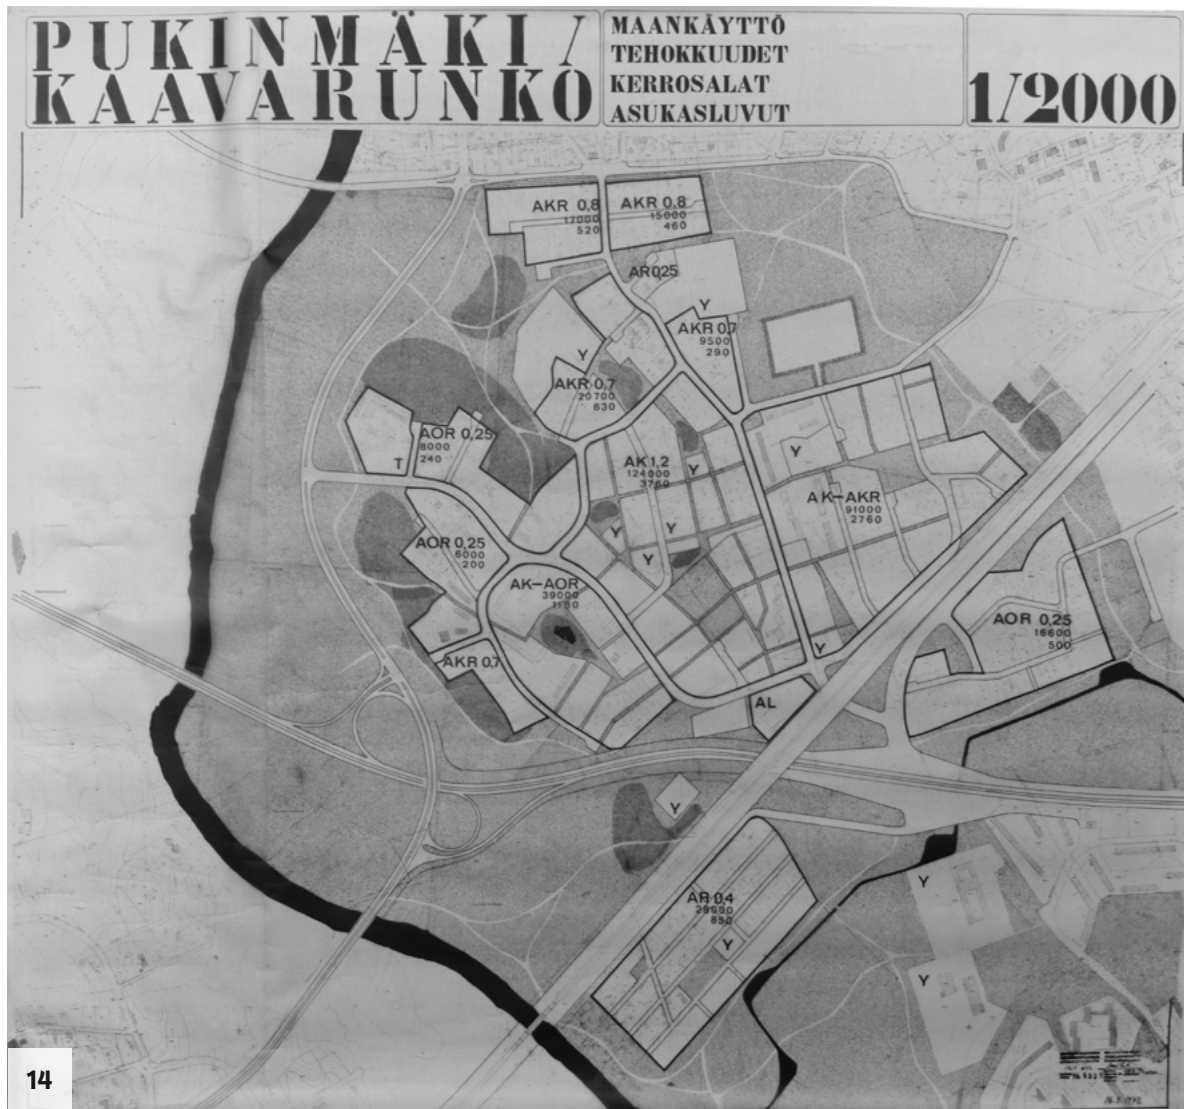 PUKINMÄKI /
KAAVARUNKO
MAANKÄYTTÖ
TEHOKKUUDET
KERROSALAT
ASUKASLUVUT
1/2000
AKR 0,8
17000
520
AKR 0,8
15000
460
AR 0,25
Y
AKR 0,7
9500
290
Y
AKR 0,7
20700
630
AOR 0,25
8000
240
T
AK 1,2
124000
3760
Y
Y
AK-AKR
91000
2760
Y
Y
Y
AOR 0,25
6000
200
AK-AOR
39000
1180
AOR 0,25
16600
500
AKR 0,7
Y
AL
Y
AR 0,4
850
Y
Y
Y
14